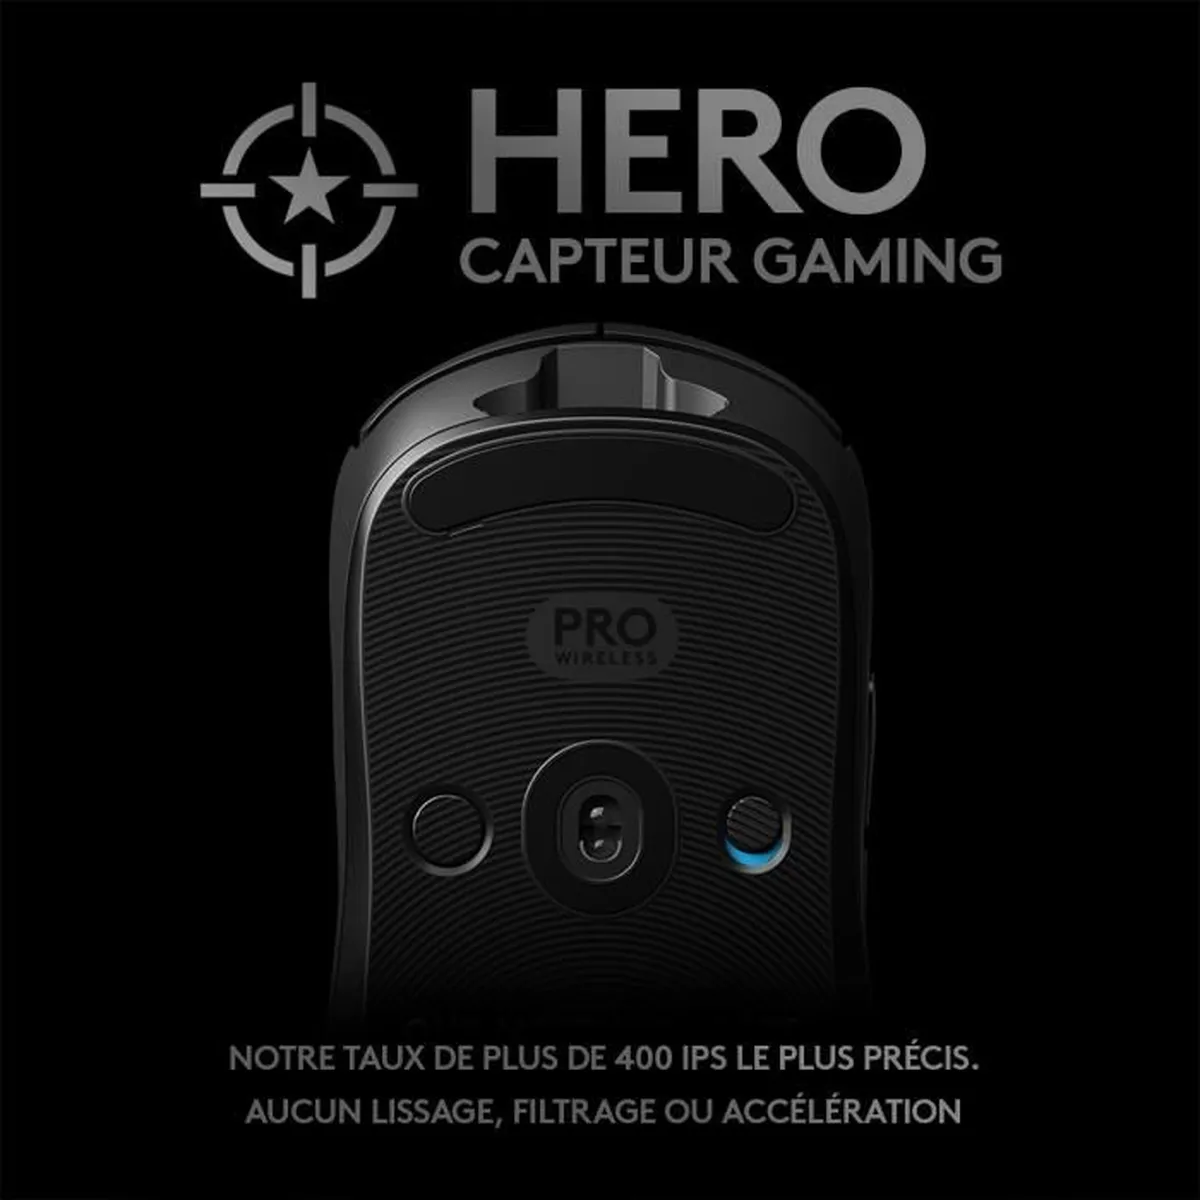 HERO
CAPTEUR GAMING
PRO
WIRELESS
NOTRE TAUX DE PLUS DE 400 IPS LE PLUS PRÉCIS.
AUCUN LISSAGE, FILTRAGE OU ACCÉLÉRATION